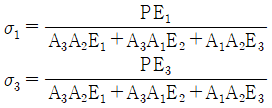 σ₁ = PE₁ / (A₃A₂E₁+A₃A₁E₂+A₁A₂E₃)
σ₃ = PE₃ / (A₃A₂E₁+A₃A₁E₂+A₁A₂E₃)